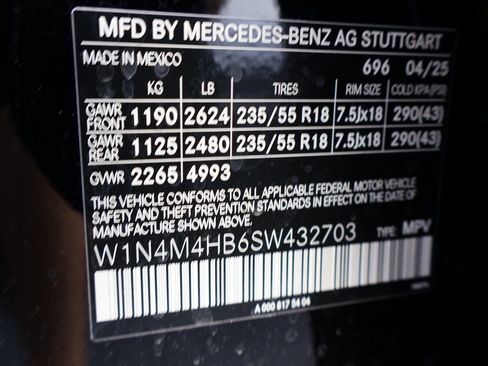 MFD BY MERCEDES-BENZ AG STUTTGART
MADE IN MEXICO 696 04/25
KG LB TIRES RIM SIZE COLD KPA(PSI)
GAWR FRONT 1190 2624 235/55 R18 7.5Jx18 290(43)
GAWR REAR 1125 2480 235/55 R18 7.5Jx18 290(43)
GVWR 2265 4993
THIS VEHICLE CONFORMS TO ALL APPLICABLE FEDERAL MOTOR VEHICLE
SAFETY AND THEFT PREVENTION STANDARDS IN EFFECT ON THE DATE OF
MANUFACTURE SHOWN ABOVE.
W1N4M4HB6SW432703 TYPE: MPV
A 000 817 54 04